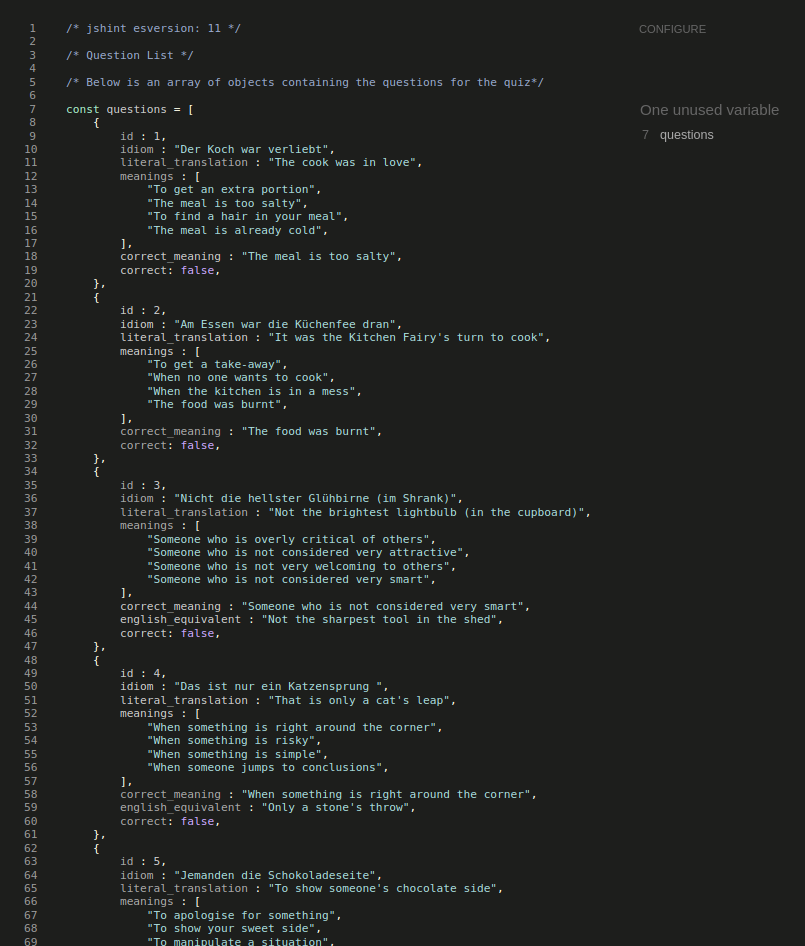 1 /* jshint esversion: 11 */
CONFIGURE
2
3 /* Question List */
4
5 /* Below is an array of objects containing the questions for the quiz*/
6
One unused variable
7 questions
7 const questions = [
8 {
9 id : 1,
10 idiom : "Der Koch war verliebt",
11 literal_translation : "The cook was in love",
12 meanings : [
13 "To get an extra portion",
14 "The meal is too salty",
15 "To find a hair in your meal",
16 "The meal is already cold",
17 ],
18 correct_meaning : "The meal is too salty",
19 correct: false,
20 },
21 {
22 id : 2,
23 idiom : "Am Essen war die Küchenfee dran",
24 literal_translation : "It was the Kitchen Fairy's turn to cook",
25 meanings : [
26 "To get a take-away",
27 "When no one wants to cook",
28 "When the kitchen is in a mess",
29 "The food was burnt",
30 ],
31 correct_meaning : "The food was burnt",
32 correct: false,
33 },
34 {
35 id : 3,
36 idiom : "Nicht die hellster Glühbirne (im Shrank)",
37 literal_translation : "Not the brightest lightbulb (in the cupboard)",
38 meanings : [
39 "Someone who is overly critical of others",
40 "Someone who is not considered very attractive",
41 "Someone who is not very welcoming to others",
42 "Someone who is not considered very smart",
43 ],
44 correct_meaning : "Someone who is not considered very smart",
45 english_equivalent : "Not the sharpest tool in the shed",
46 correct: false,
47 },
48 {
49 id : 4,
50 idiom : "Das ist nur ein Katzensprung ",
51 literal_translation : "That is only a cat's leap",
52 meanings : [
53 "When something is right around the corner",
54 "When something is risky",
55 "When something is simple",
56 "When someone jumps to conclusions",
57 ],
58 correct_meaning : "When something is right around the corner",
59 english_equivalent : "Only a stone's throw",
60 correct: false,
61 },
62 {
63 id : 5,
64 idiom : "Jemanden die Schokoladeseite",
65 literal_translation : "To show someone's chocolate side",
66 meanings : [
67 "To apologise for something",
68 "To show your sweet side",
69 "To manipulate a situation",